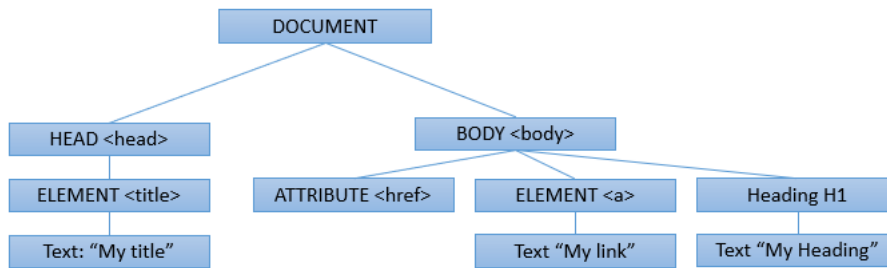 DOCUMENT
HEAD <head>
BODY <body>
ELEMENT <title>
ATTRIBUTE <href>
ELEMENT <a>
Heading H1
Text: “My title”
Text “My link”
Text “My Heading”